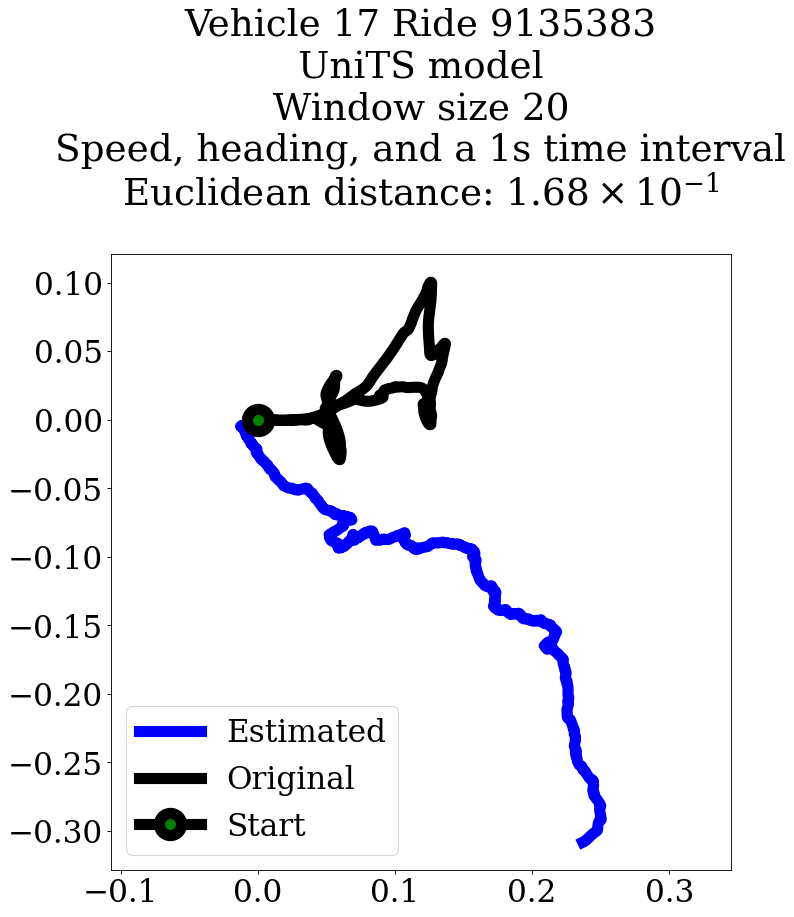 Vehicle 17 Ride 9135383
UniTS model
Window size 20
Speed, heading, and a 1s time interval
Euclidean distance: 1.68 × 10⁻¹
0.10
0.05
0.00
−0.05
−0.10
−0.15
−0.20
−0.25
−0.30
Estimated
Original
Start
−0.1 0.0 0.1 0.2 0.3